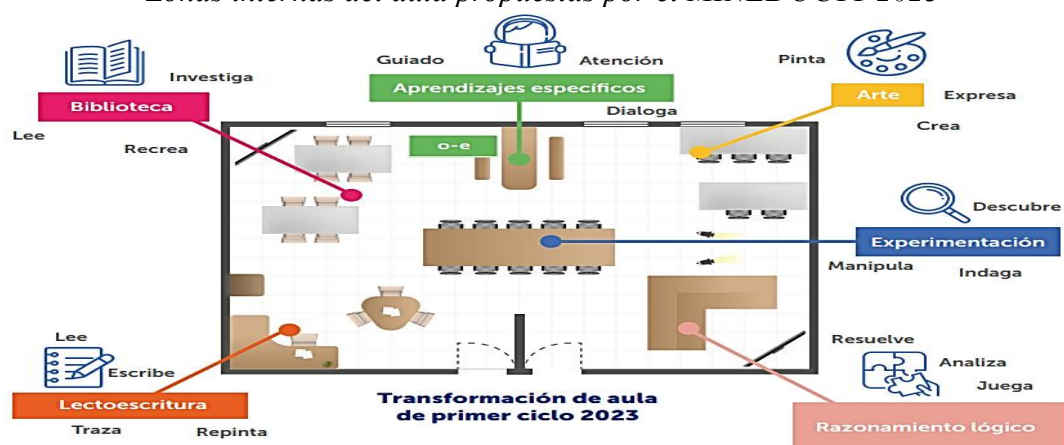 Zonas internas del aula propuestas por el MINEDUCYT 2023
Guiado
Atención
Aprendizajes específicos
Dialoga
o-e
Investiga
Biblioteca
Lee
Recrea
Pinta
Arte
Expresa
Crea
Descubre
Experimentación
Manipula
Indaga
Lee
Escribe
Lectoescritura
Traza
Repinta
Resuelve
Analiza
Juega
Razonamiento lógico
Transformación de aula
de primer ciclo 2023